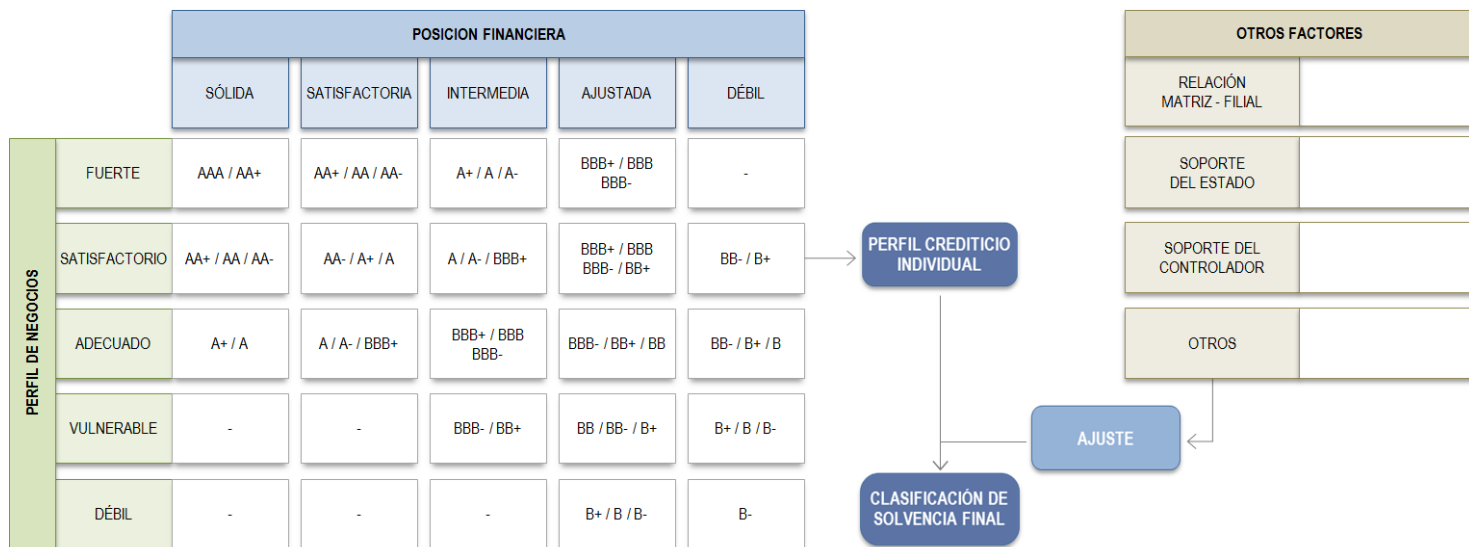 POSICION FINANCIERA
SÓLIDA
SATISFACTORIA
INTERMEDIA
AJUSTADA
DÉBIL
PERFIL DE NEGOCIOS
FUERTE
AAA / AA+
AA+ / AA / AA-
A+ / A / A-
BBB+ / BBB
BBB-
-
SATISFACTORIO
AA+ / AA / AA-
AA- / A+ / A
A / A- / BBB+
BBB+ / BBB
BBB- / BB+
BB- / B+
ADECUADO
A+ / A
A / A- / BBB+
BBB+ / BBB
BBB-
BBB- / BB+ / BB
BB- / B+ / B
VULNERABLE
-
-
BBB- / BB+
BB / BB- / B+
B+ / B / B-
DÉBIL
-
-
-
B+ / B / B-
B-
PERFIL CREDITICIO
INDIVIDUAL
CLASIFICACIÓN DE
SOLVENCIA FINAL
AJUSTE
OTROS FACTORES
RELACIÓN
MATRIZ - FILIAL
SOPORTE
DEL ESTADO
SOPORTE DEL
CONTROLADOR
OTROS